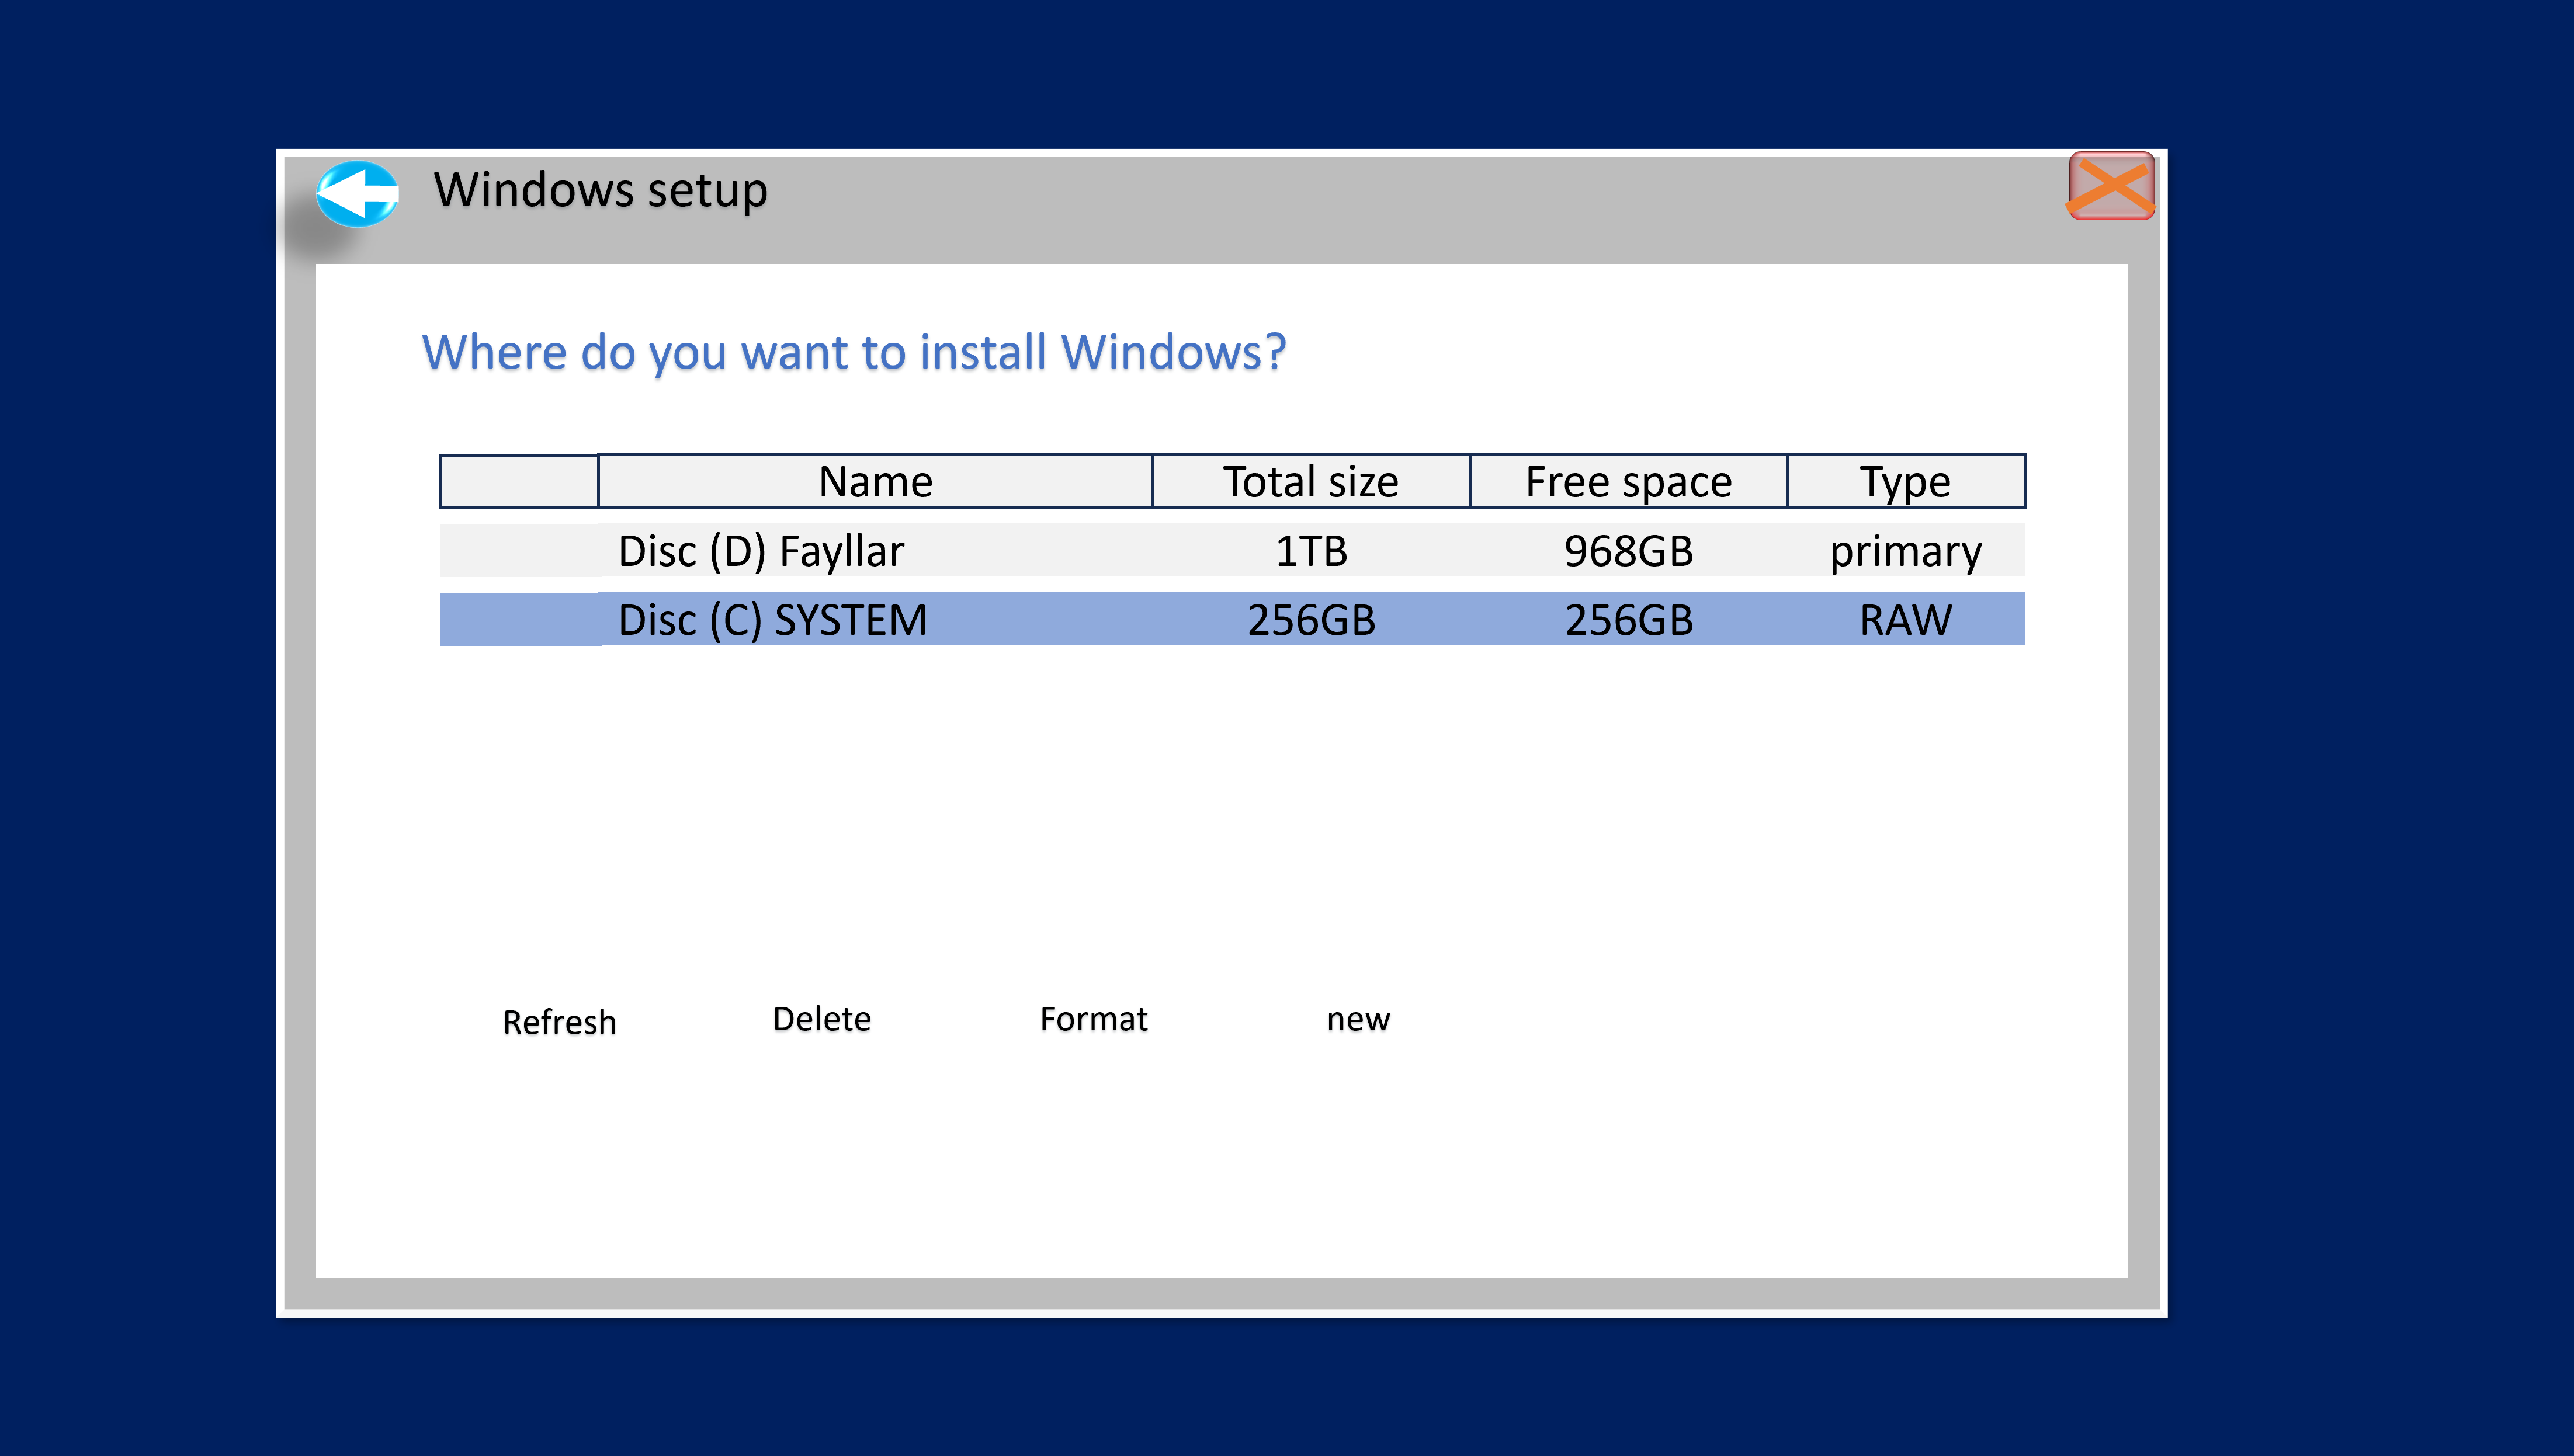 Windows setup
Where do you want to install Windows?
Name Total size Free space Type
Disc (D) Fayllar 1TB 968GB primary
Disc (C) SYSTEM 256GB 256GB RAW
Refresh Delete Format new